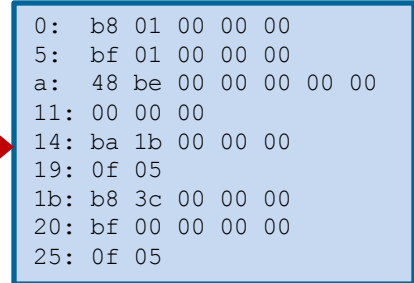 0: b8 01 00 00 00
5: bf 01 00 00 00
a: 48 be 00 00 00 00 00
11: 00 00 00
14: ba 1b 00 00 00
19: 0f 05
1b: b8 3c 00 00 00
20: bf 00 00 00 00
25: 0f 05